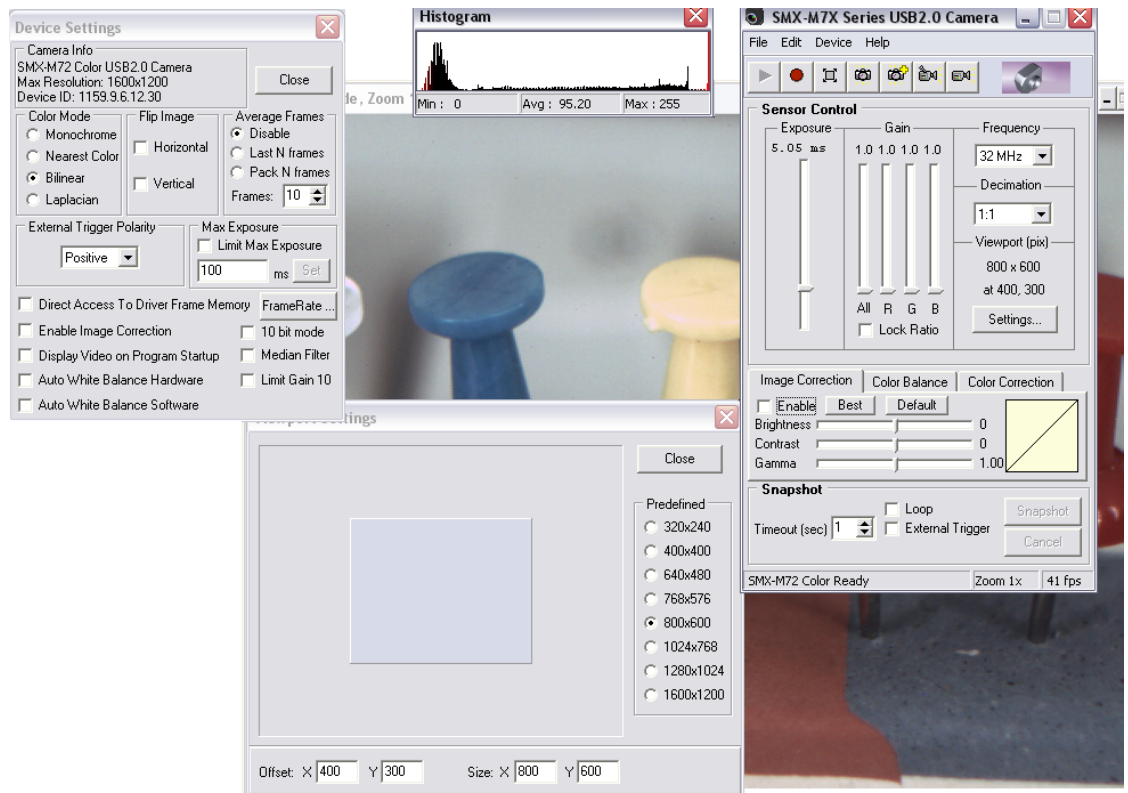 Device Settings
Camera Info
SMX-M72 Color USB2.0 Camera
Max Resolution: 1600x1200
Device ID: 1159.9.6.12.30
Close
Color Mode
Monochrome
Nearest Color
Bilinear
Laplacian
Flip Image
Horizontal
Vertical
Average Frames
Disable
Last N frames
Pack N frames
Frames: 10
External Trigger Polarity
Positive
Max Exposure
Limit Max Exposure
100 ms Set
Direct Access To Driver Frame Memory FrameRate ...
Enable Image Correction 10 bit mode
Display Video on Program Startup Median Filter
Auto White Balance Hardware Limit Gain 10
Auto White Balance Software
Histogram
Min : 0 Avg : 95.20 Max : 255
Zoom
Settings
Close
Predefined
320x240
400x400
640x480
768x576
800x600
1024x768
1280x1024
1600x1200
Offset: X 400 Y 300 Size: X 800 Y 600
SMX-M7X Series USB2.0 Camera
File Edit Device Help
Sensor Control
Exposure
5.05 ms
Gain
1.0 1.0 1.0 1.0
All R G B
Lock Ratio
Frequency
32 MHz
Decimation
1:1
Viewport (pix)
800 x 600
at 400, 300
Settings...
Image Correction Color Balance Color Correction
Enable Best Default
Brightness 0
Contrast 0
Gamma 1.00
Snapshot
Timeout (sec) 1
Loop
External Trigger
Snapshot
Cancel
SMX-M72 Color Ready Zoom 1x 41 fps